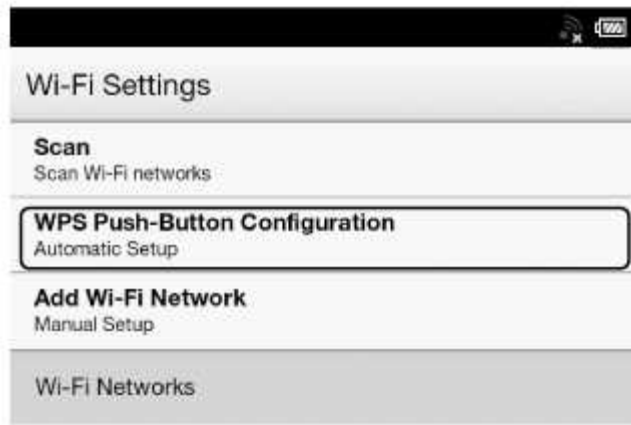 Wi-Fi Settings
Scan
Scan Wi-Fi networks
WPS Push-Button Configuration
Automatic Setup
Add Wi-Fi Network
Manual Setup
Wi-Fi Networks